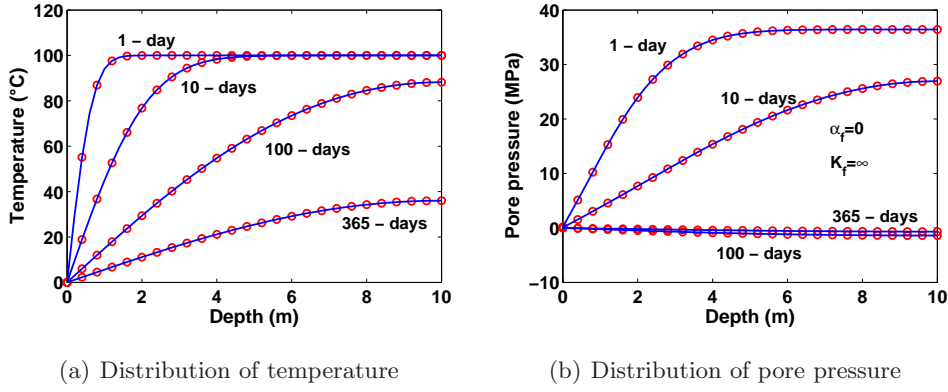 120
100
80
60
40
20
0
0
2
4
6
8
10
Temperature (°C)
Depth (m)
1 – day
10 – days
100 – days
365 – days
(a) Distribution of temperature
40
30
20
10
0
−10
0
2
4
6
8
10
Pore pressure (MPa)
Depth (m)
1 – day
10 – days
αf=0
Kf=∞
365 – days
100 – days
(b) Distribution of pore pressure